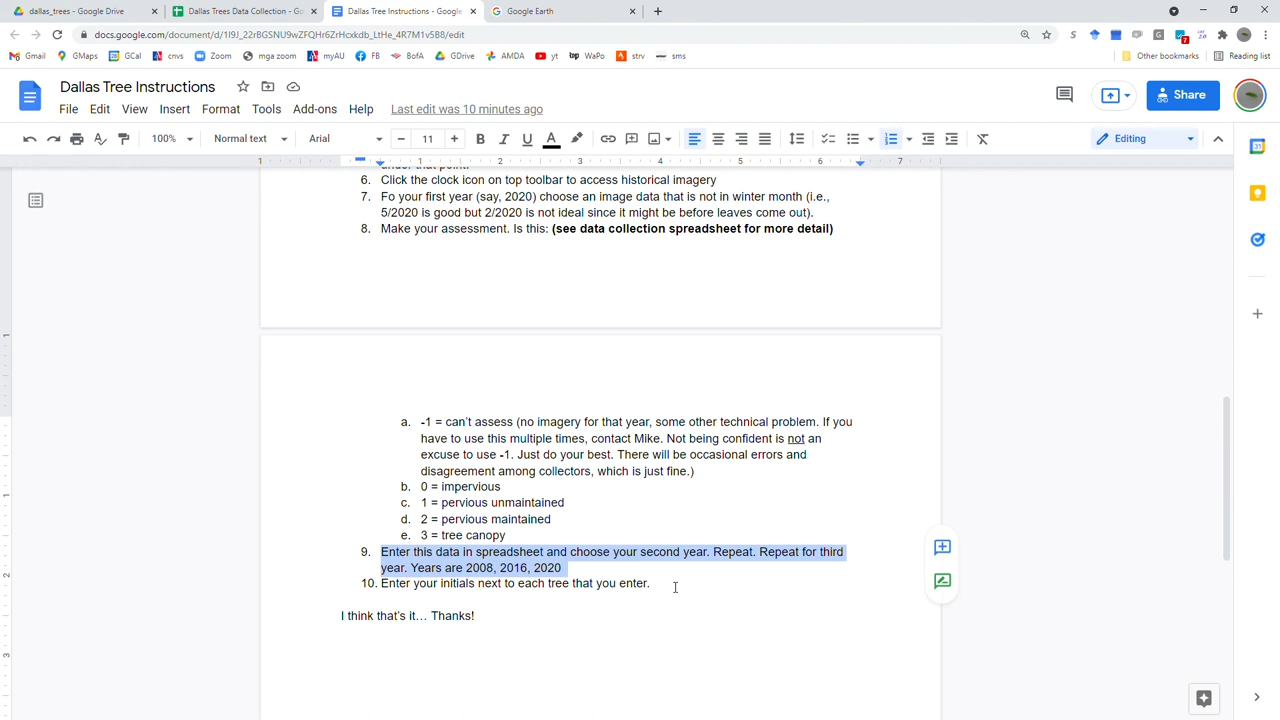 dallas_trees - Google Drive
Dallas Trees Data Collection - Go
Dallas Tree Instructions - Google
Google Earth
docs.google.com/document/d/1I9J_22rBGSNU9wZFQHr6ZrHcxkdb_LtHe_4R7M1v5B8/edit
Gmail GMaps GCal cnvs Zoom mga zoom myAU FB BofA GDrive AMDA yt WaPo strv sms Other bookmarks Reading list
Dallas Tree Instructions
File Edit View Insert Format Tools Add-ons Help Last edit was 10 minutes ago
Share
100% Normal text Arial 11 Editing
6. Click the clock icon on top toolbar to access historical imagery
7. Fo your first year (say, 2020) choose an image data that is not in winter month (i.e.,
5/2020 is good but 2/2020 is not ideal since it might be before leaves come out).
8. Make your assessment. Is this: (see data collection spreadsheet for more detail)
a. -1 = can't assess (no imagery for that year, some other technical problem. If you
have to use this multiple times, contact Mike. Not being confident is not an
excuse to use -1. Just do your best. There will be occasional errors and
disagreement among collectors, which is just fine.)
b. 0 = impervious
c. 1 = pervious unmaintained
d. 2 = pervious maintained
e. 3 = tree canopy
9. Enter this data in spreadsheet and choose your second year. Repeat. Repeat for third
year. Years are 2008, 2016, 2020
10. Enter your initials next to each tree that you enter.
I think that's it... Thanks!